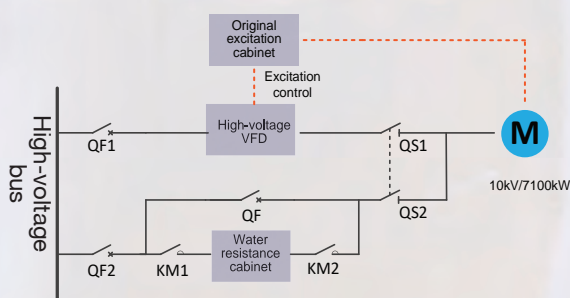 Original
excitation
cabinet
Excitation
control
High-voltage
bus
QF1
High-voltage
VFD
QS1
M
10kV/7100kW
QF
QS2
QF2
KM1
Water
resistance
cabinet
KM2